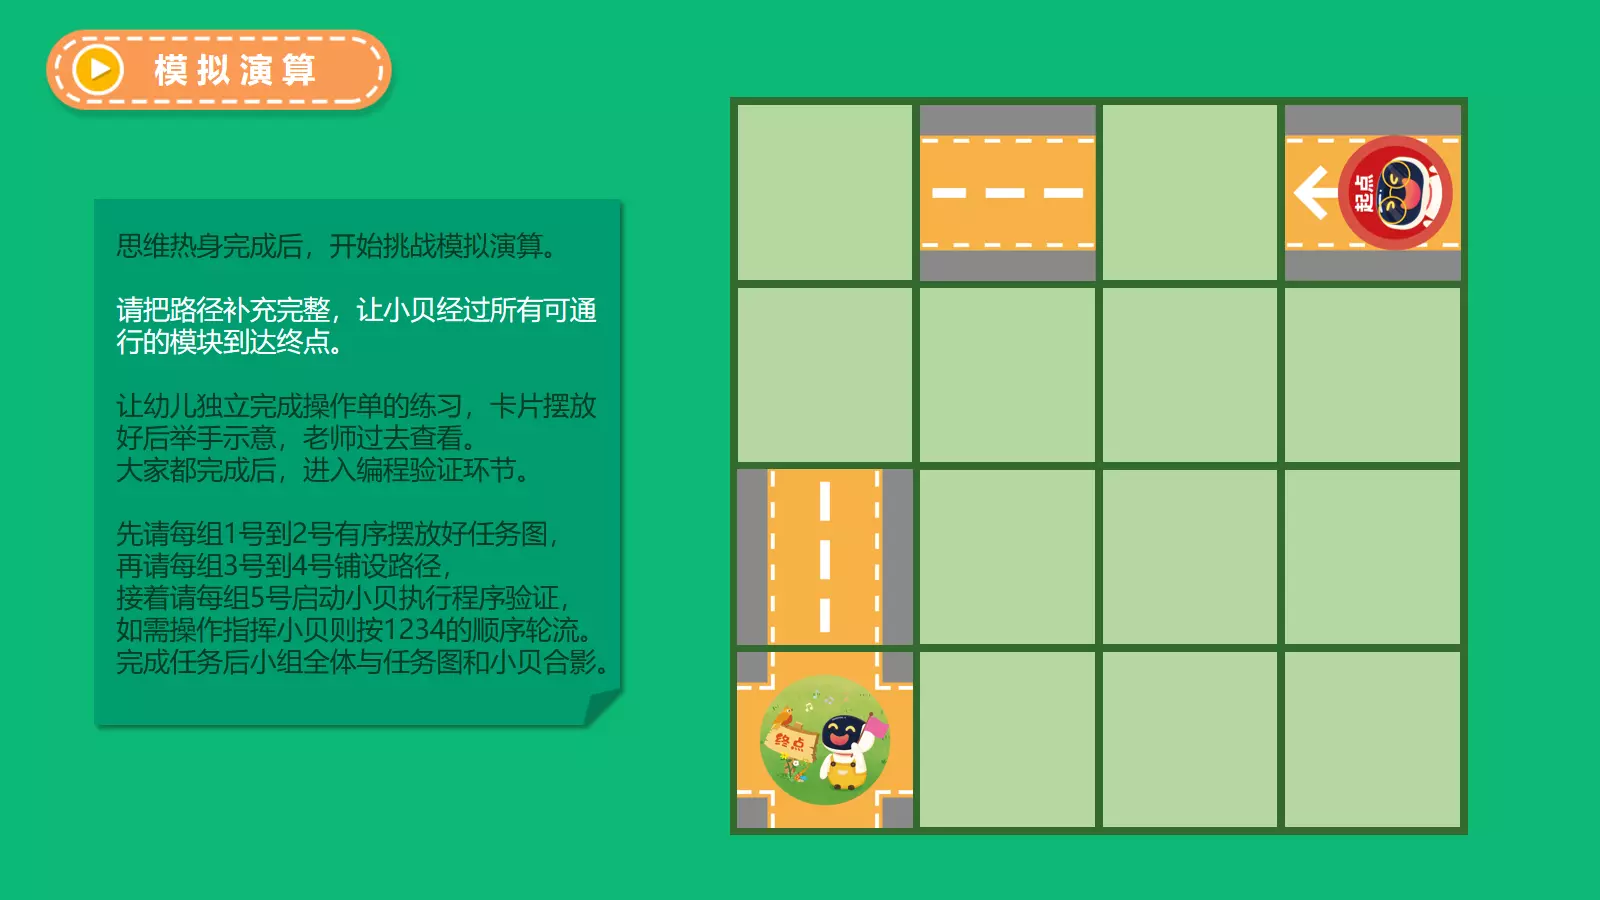 模拟演算
思维热身完成后，开始挑战模拟演算。
请把路径补充完整，让小贝经过所有可通
行的模块到达终点。
让幼儿独立完成操作单的练习，卡片摆放
好后举手示意，老师过去查看。
大家都完成后，进入编程验证环节。
先请每组1号到2号有序摆放好任务图，
再请每组3号到4号铺设路径，
接着请每组5号启动小贝执行程序验证，
如需操作指挥小贝则按1234的顺序轮流。
完成任务后小组全体与任务图和小贝合影。
起点
终点